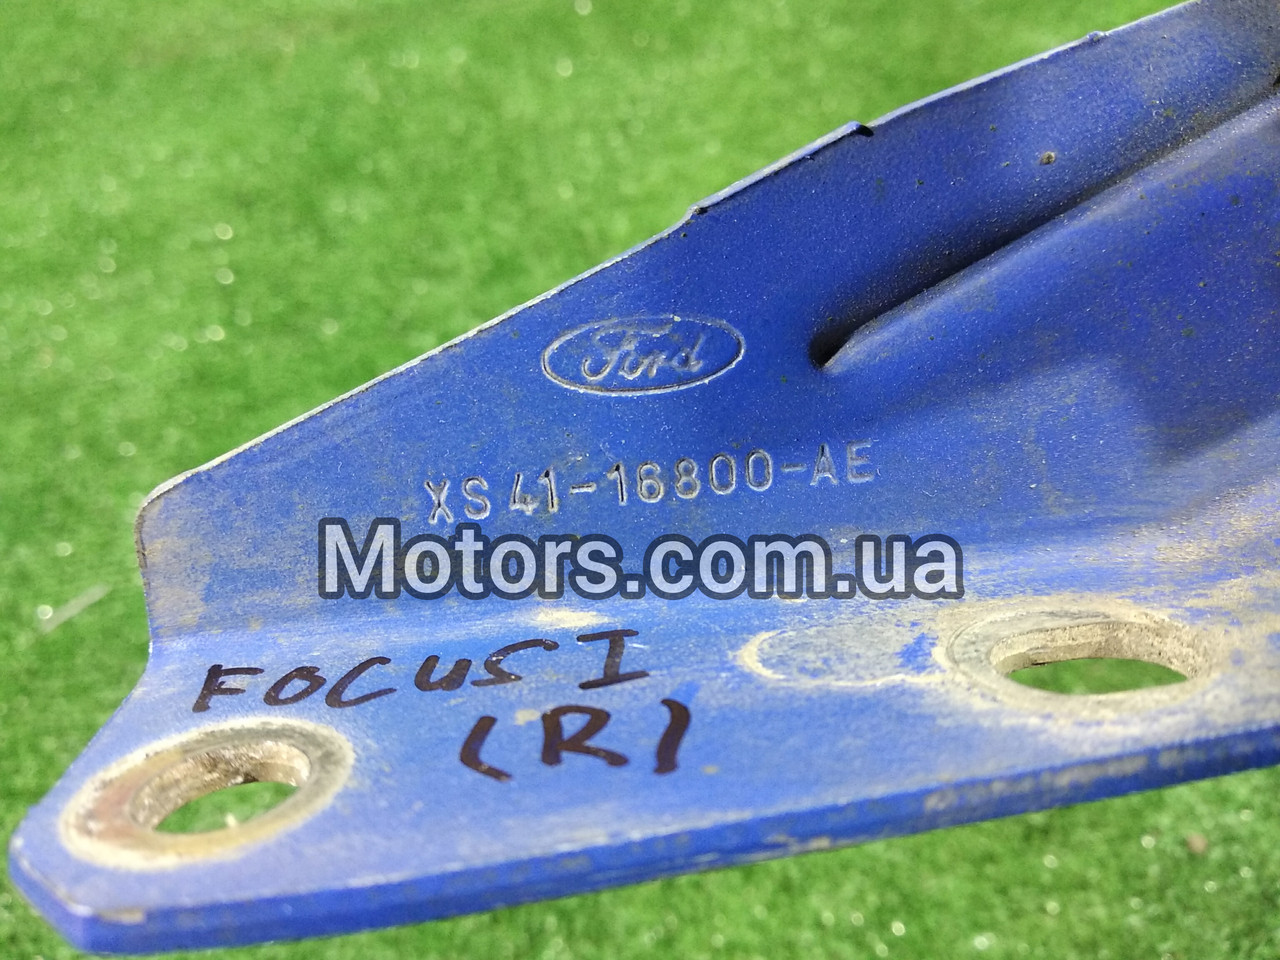 Ford
XS41-16800-AE
Motors.com.ua
FOCUS I
(R)